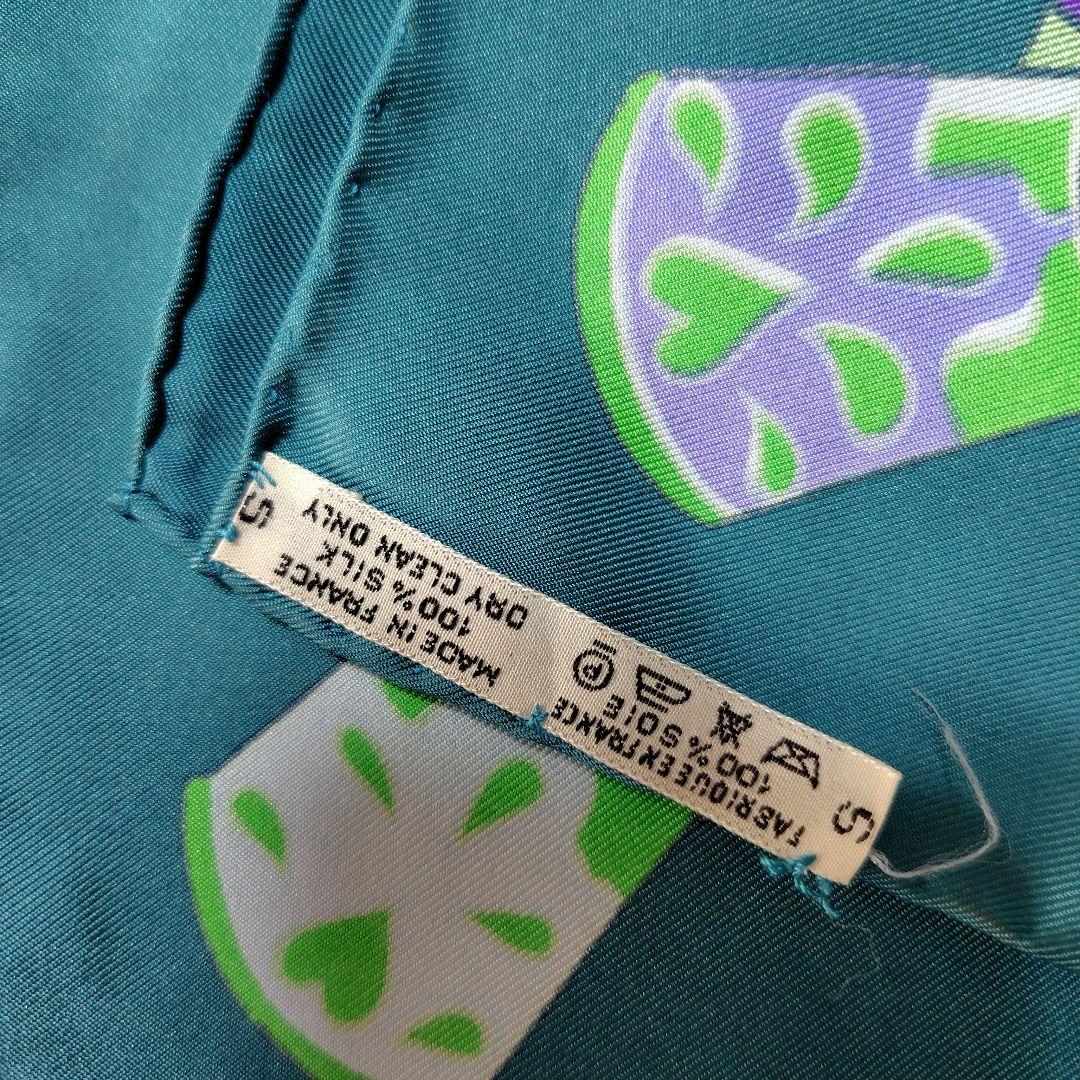 S
FABRIQUE EN FRANCE
100% SOIE
MADE IN FRANCE
100% SILK
DRY CLEAN ONLY
S